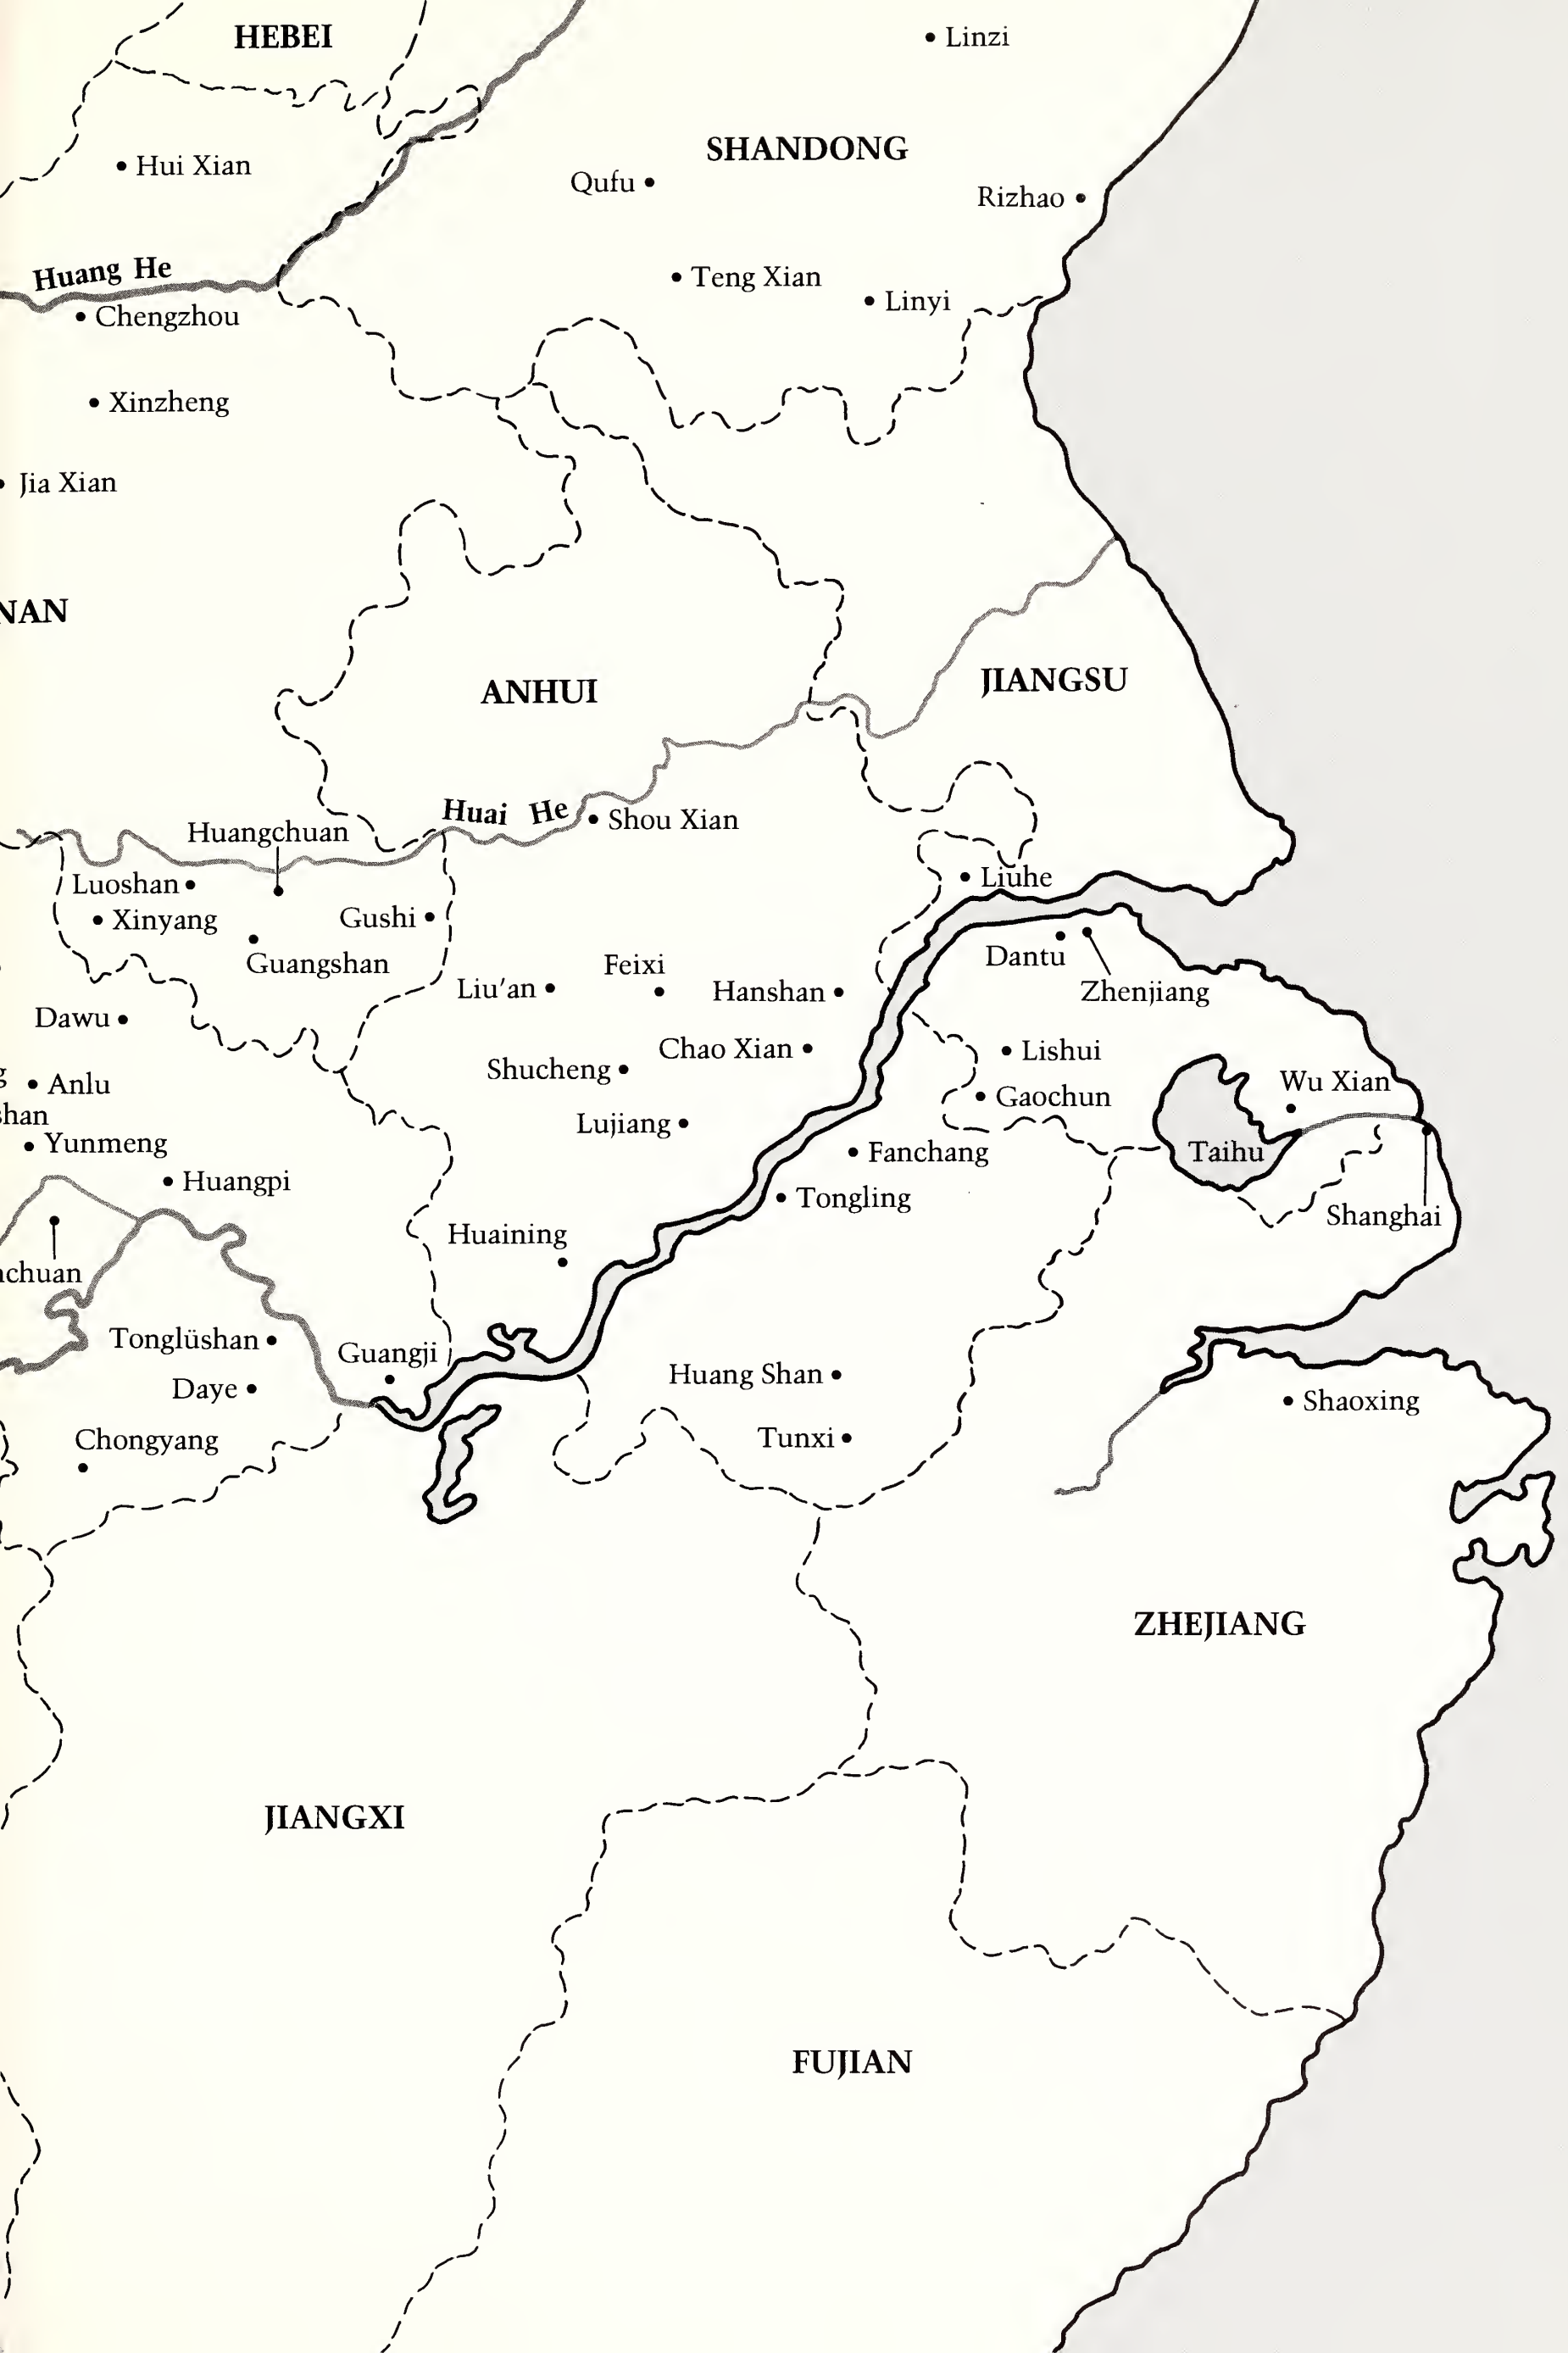 HEBEI
Linzi
SHANDONG
Hui Xian
Qufu
Rizhao
Huang He
Teng Xian
Linyi
Chengzhou
Xinzheng
Jia Xian
NAN
ANHUI
JIANGSU
Huai He
Shou Xian
Huangchuan
Luoshan
Liuhe
Xinyang
Gushi
Guangshan
Dantu
Feixi
Liu'an
Hanshan
Zhenjiang
Dawu
Chao Xian
Lishui
Shucheng
Anlu
Wu Xian
Gaochun
shan
Lujiang
Yunmeng
Fanchang
Taihu
Huangpi
Tongling
Shanghai
Huaining
chuan
Tonglüshan
Guangji
Huang Shan
Daye
Shaoxing
Chongyang
Tunxi
ZHEJIANG
JIANGXI
FUJIAN